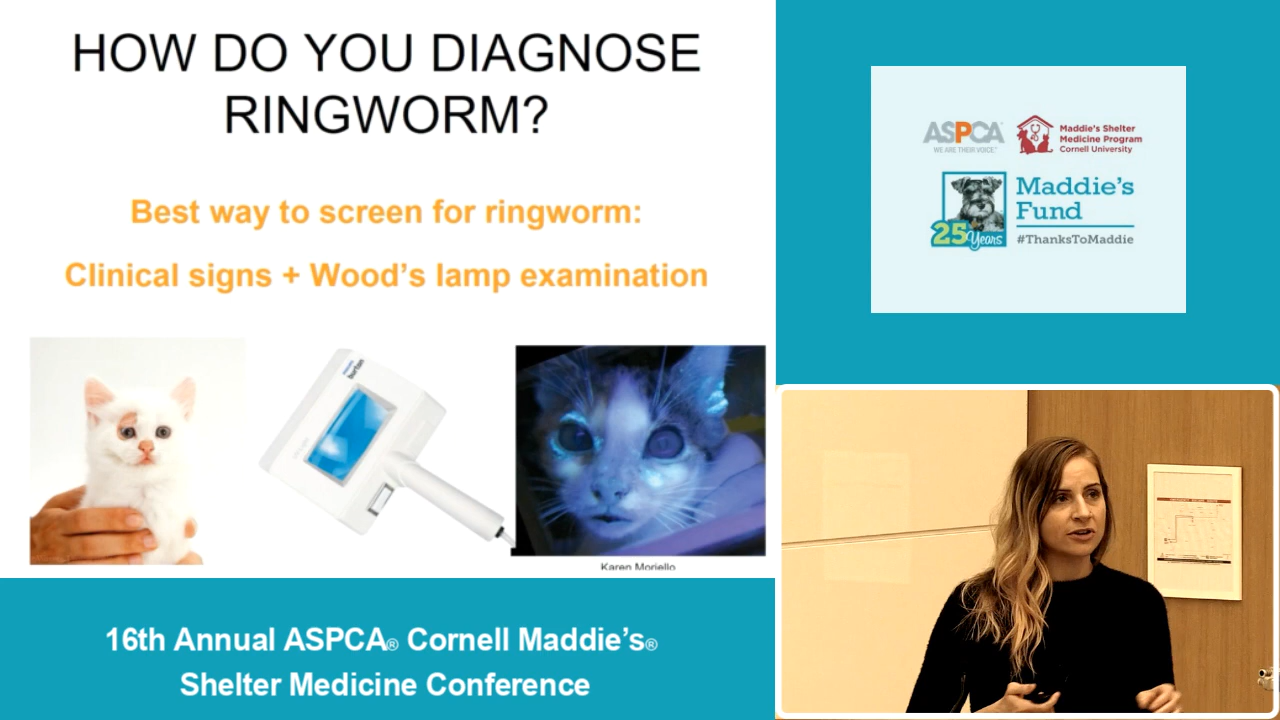 HOW DO YOU DIAGNOSE
RINGWORM?
Best way to screen for ringworm:
Clinical signs + Wood's lamp examination
burton
Karen Moriello
16th Annual ASPCA® Cornell Maddie's®
Shelter Medicine Conference
ASPCA
WE ARE THEIR VOICE.
Maddie's Shelter
Medicine Program
Cornell University
Maddie's
Fund
25
Years
#ThanksToMaddie